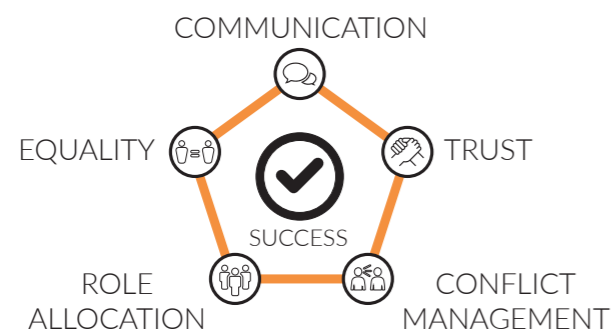 COMMUNICATION
EQUALITY
TRUST
SUCCESS
ROLE
ALLOCATION
CONFLICT
MANAGEMENT